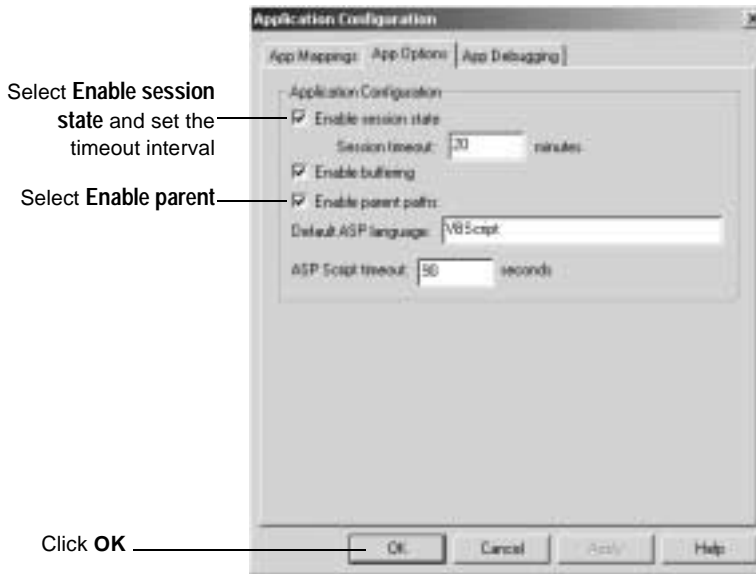 Application Configuration
App Mappings App Options App Debugging
Application Configuration
Select Enable session
state and set the
timeout interval
Enable session state
Session timeout: 20 minutes
Enable buffering
Select Enable parent
Enable parent paths
Default ASP language: VBScript
ASP Script timeout: 90 seconds
Click OK
OK Cancel Apply Help